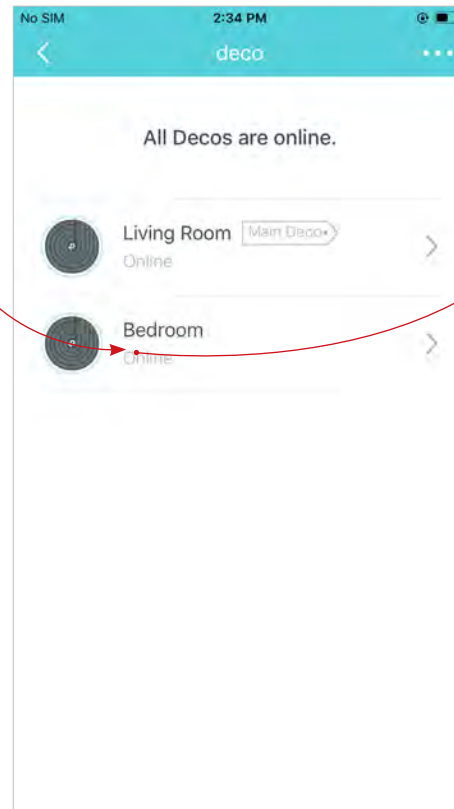 No SIM 2:34 PM
deco
All Decos are online.
Living Room Main Deco
Online
Bedroom
Online